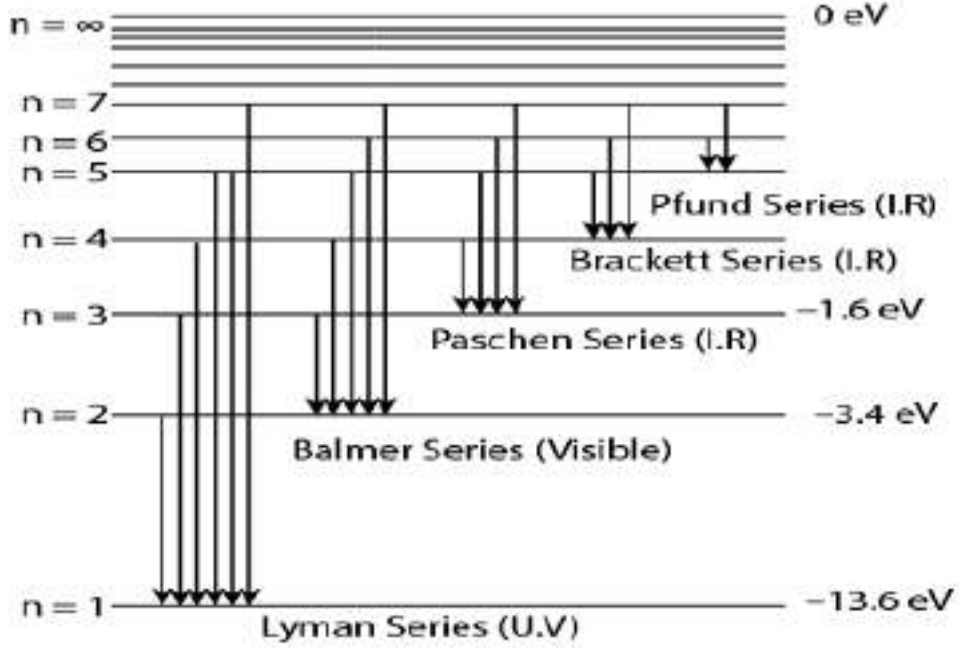 n = ∞
0 eV
n = 7
n = 6
n = 5
Pfund Series (I.R)
n = 4
Brackett Series (I.R)
n = 3
−1.6 eV
Paschen Series (I.R)
n = 2
−3.4 eV
Balmer Series (Visible)
n = 1
−13.6 eV
Lyman Series (U.V)